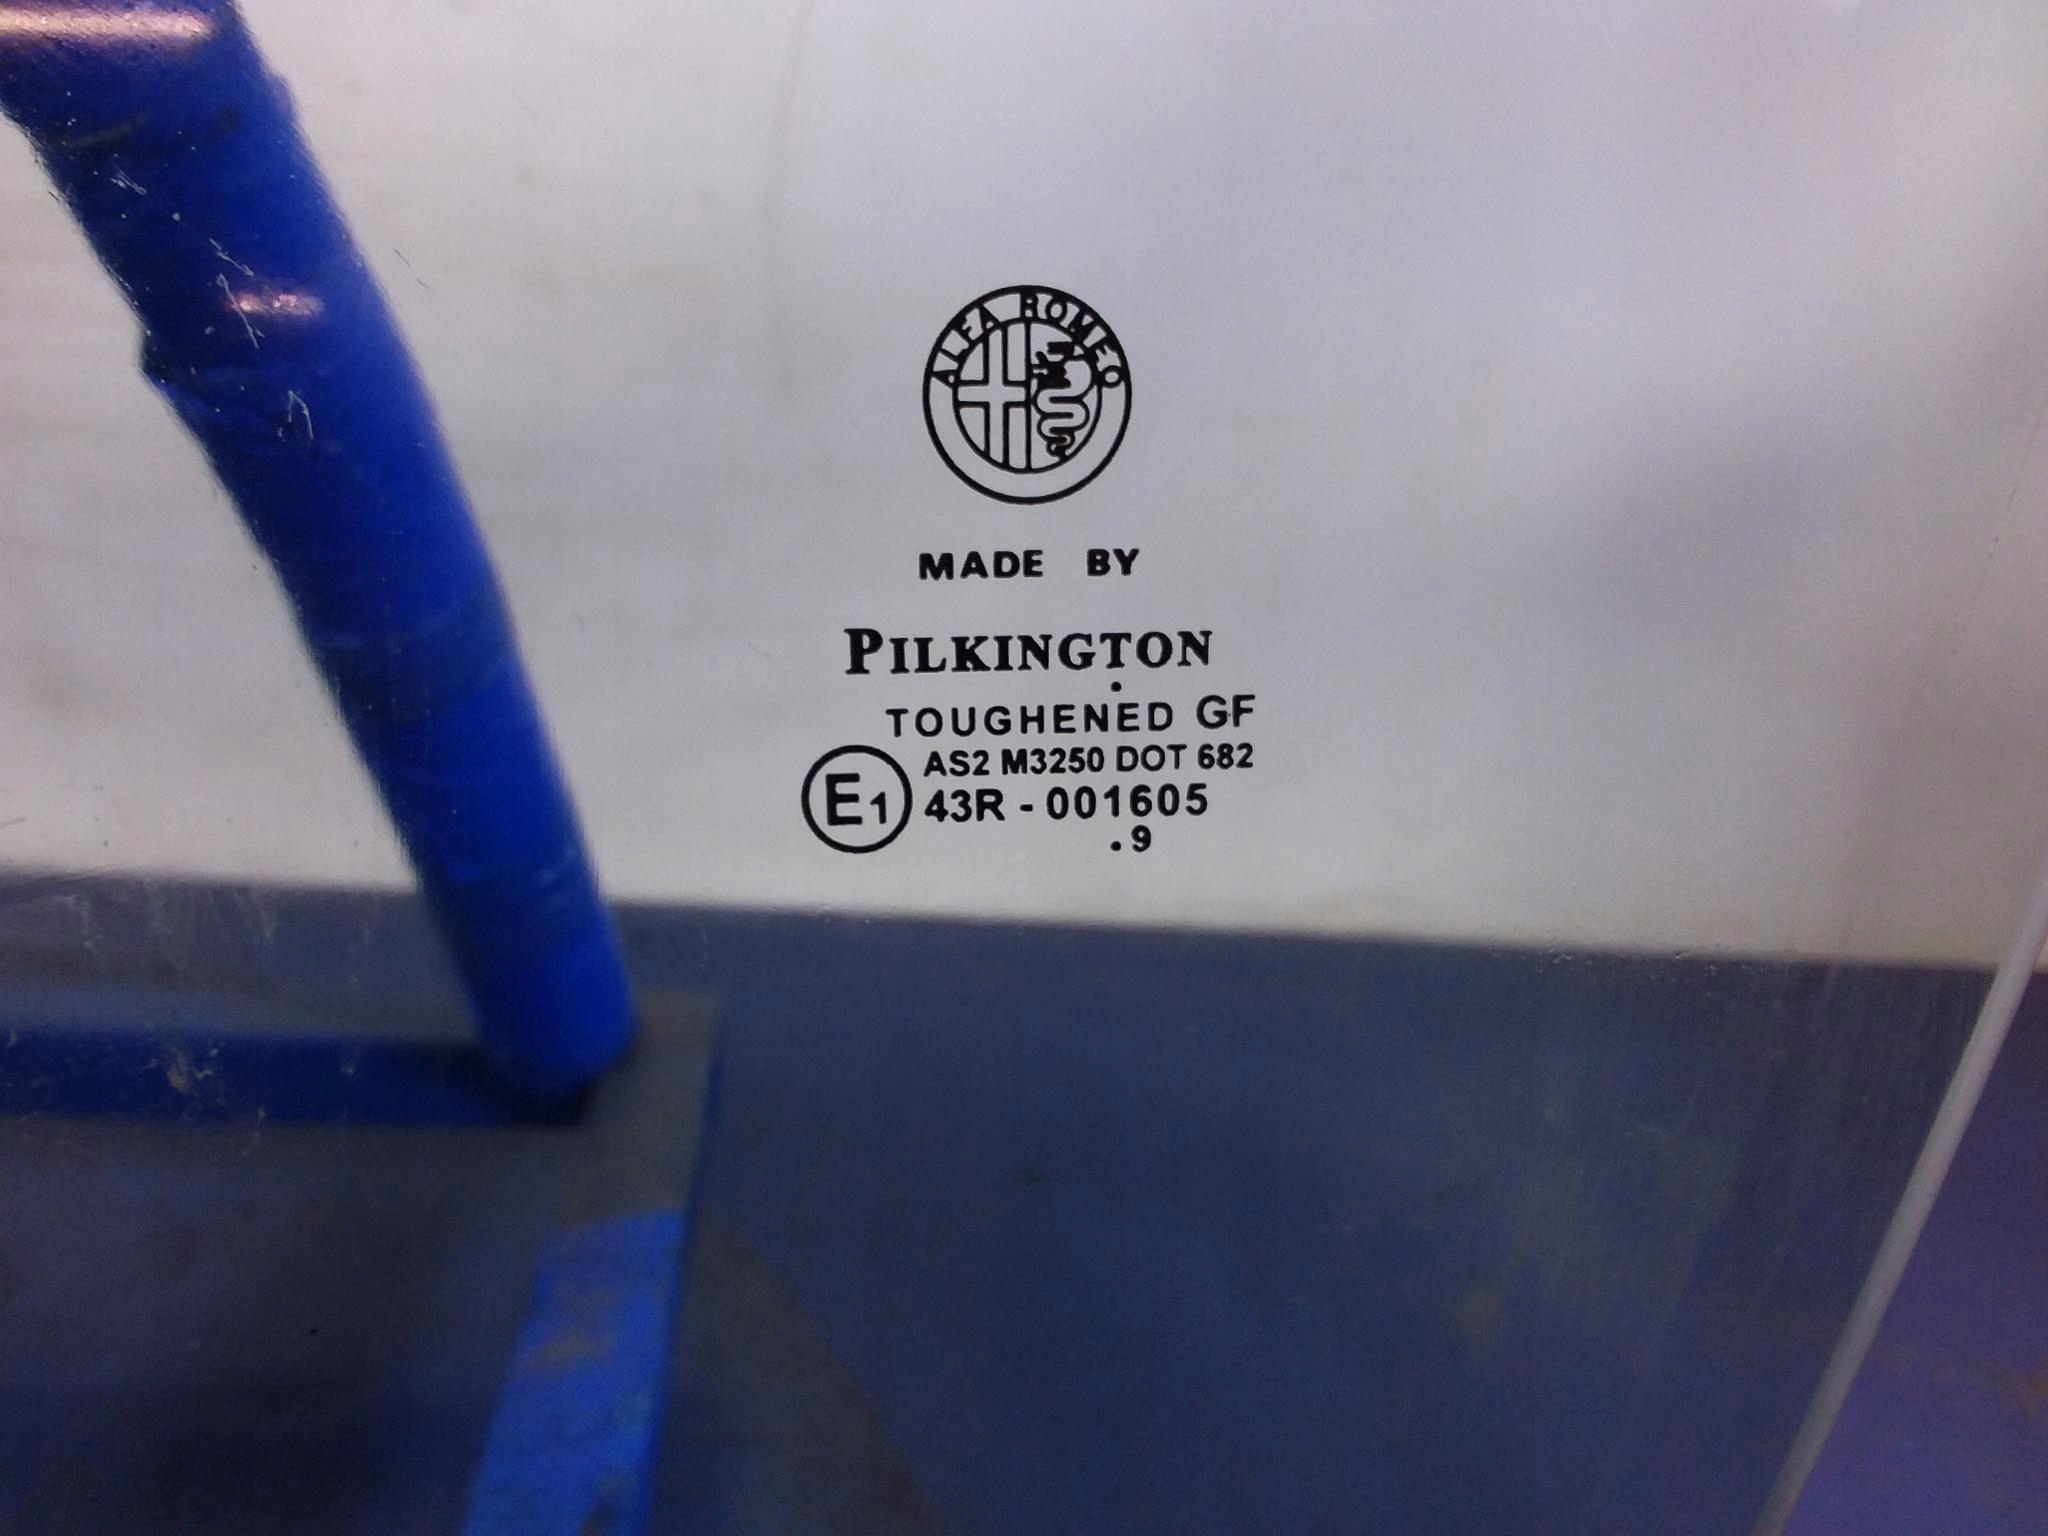 ALFA ROMEO
MADE BY
PILKINGTON
.
TOUGHENED GF
AS2 M3250 DOT 682
E1 43R - 001605
. 9